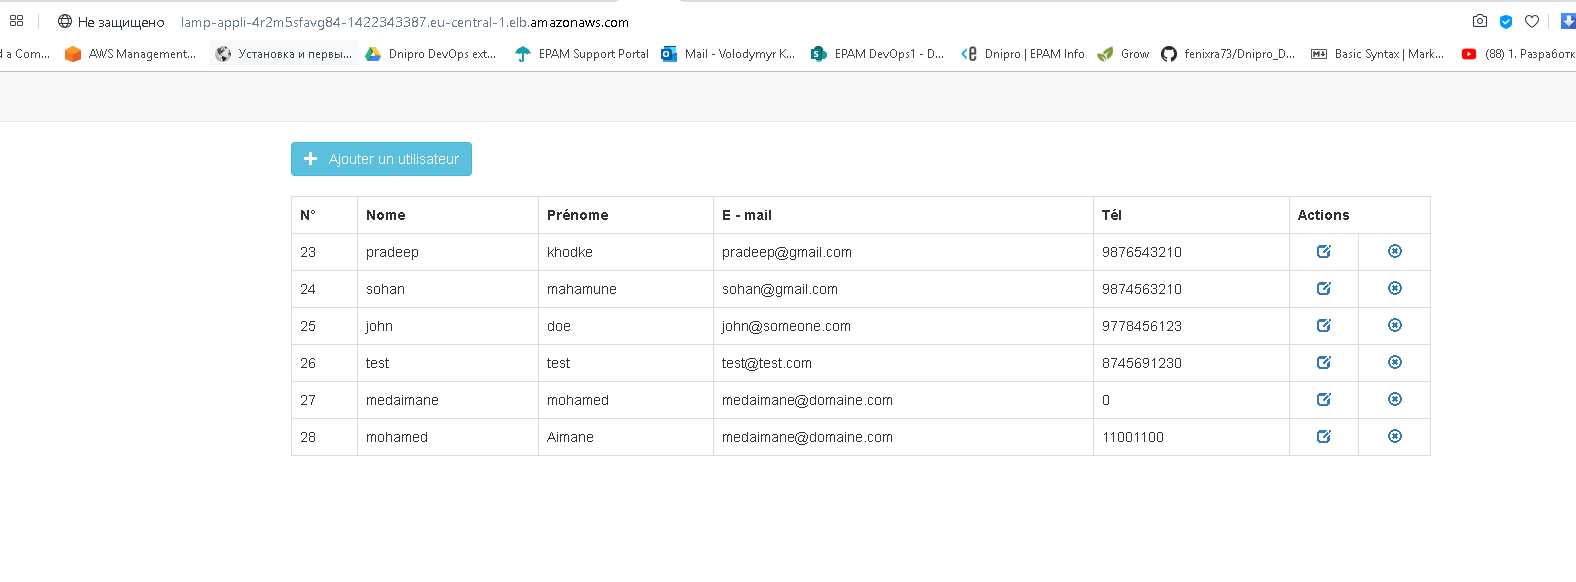 Не защищено lamp-appli-4r2m5sfavg84-1422343387.eu-central-1.elb.amazonaws.com
d a Com... AWS Management... Установка и первы... Dnipro DevOps ext... EPAM Support Portal Mail - Volodymyr K... EPAM DevOps1 - D... Dnipro | EPAM Info Grow fenixra73/Dnipro_D... Basic Syntax | Mark... (88) 1. Разработк
Ajouter un utilisateur
N° Nome Prénome E - mail Tél Actions
23 pradeep khodke pradeep@gmail.com 9876543210
24 sohan mahamune sohan@gmail.com 9874563210
25 john doe john@someone.com 9778456123
26 test test test@test.com 8745691230
27 medaimane mohamed medaimane@domaine.com 0
28 mohamed Aimane medaimane@domaine.com 11001100